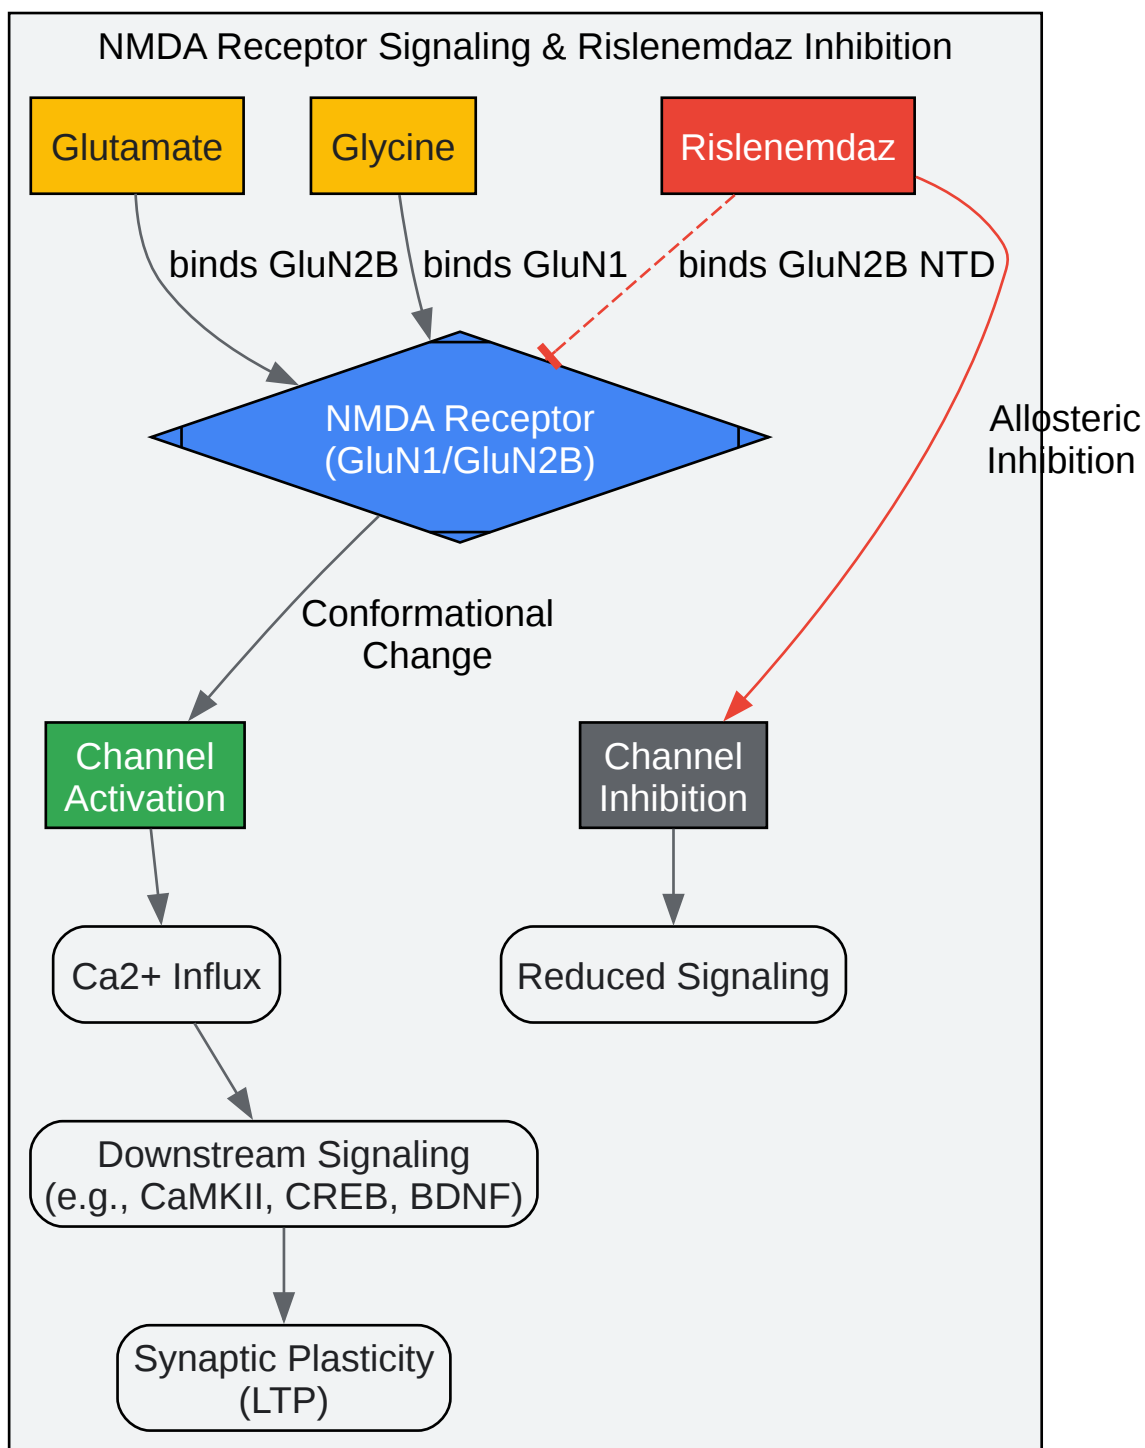 NMDA Receptor Signaling & Rislenemdaz Inhibition
Glutamate
Glycine
Rislenemdaz
binds GluN2B
binds GluN1
binds GluN2B NTD
NMDA Receptor
(GluN1/GluN2B)
Allosteric
Inhibition
Conformational
Change
Channel
Activation
Channel
Inhibition
Ca2+ Influx
Reduced Signaling
Downstream Signaling
(e.g., CaMKII, CREB, BDNF)
Synaptic Plasticity
(LTP)